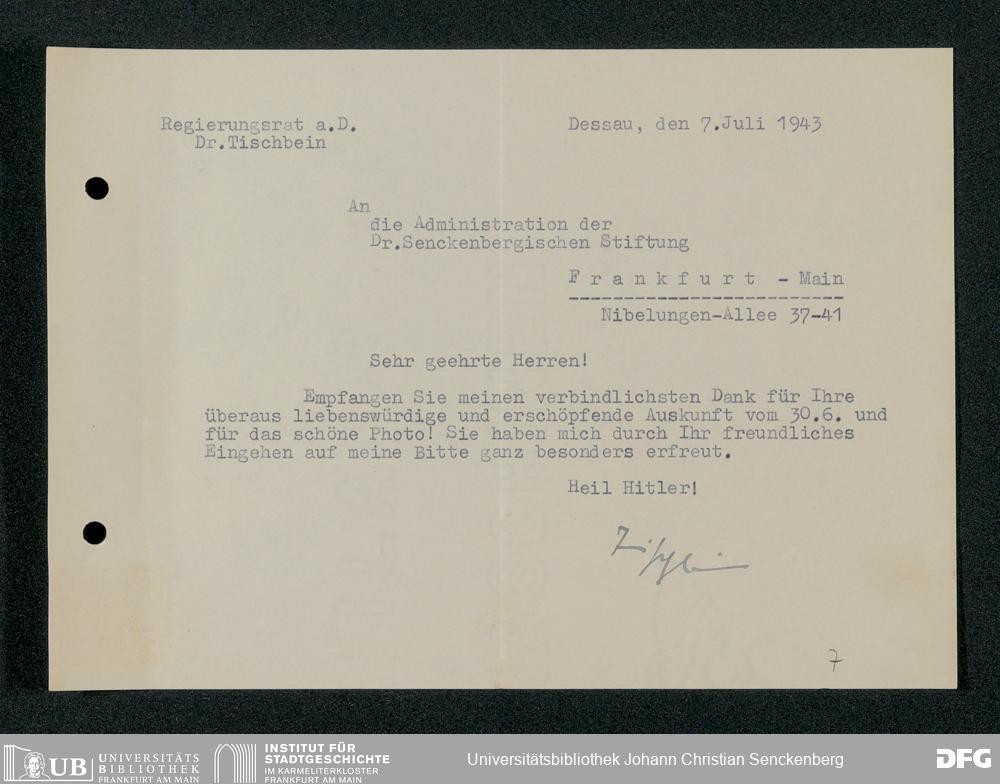 Regierungsrat a.D.
Dr.Tischbein
Dessau, den 7.Juli 1943
An
die Administration der
Dr.Senckenbergischen Stiftung
F r a n k f u r t - Main
Nibelungen-Allee 37-41
Sehr geehrte Herren!
Empfangen Sie meinen verbindlichsten Dank für Ihre
überaus liebenswürdige und erschöpfende Auskunft vom 30.6. und
für das schöne Photo! Sie haben mich durch Ihr freundliches
Eingehen auf meine Bitte ganz besonders erfreut.
Heil Hitler!
Tischbein
7
UB UNIVERSITÄTS
BIBLIOTHEK
FRANKFURT AM MAIN
INSTITUT FÜR
STADTGESCHICHTE
IM KARMELITERKLOSTER
FRANKFURT AM MAIN
Universitätsbibliothek Johann Christian Senckenberg
DFG